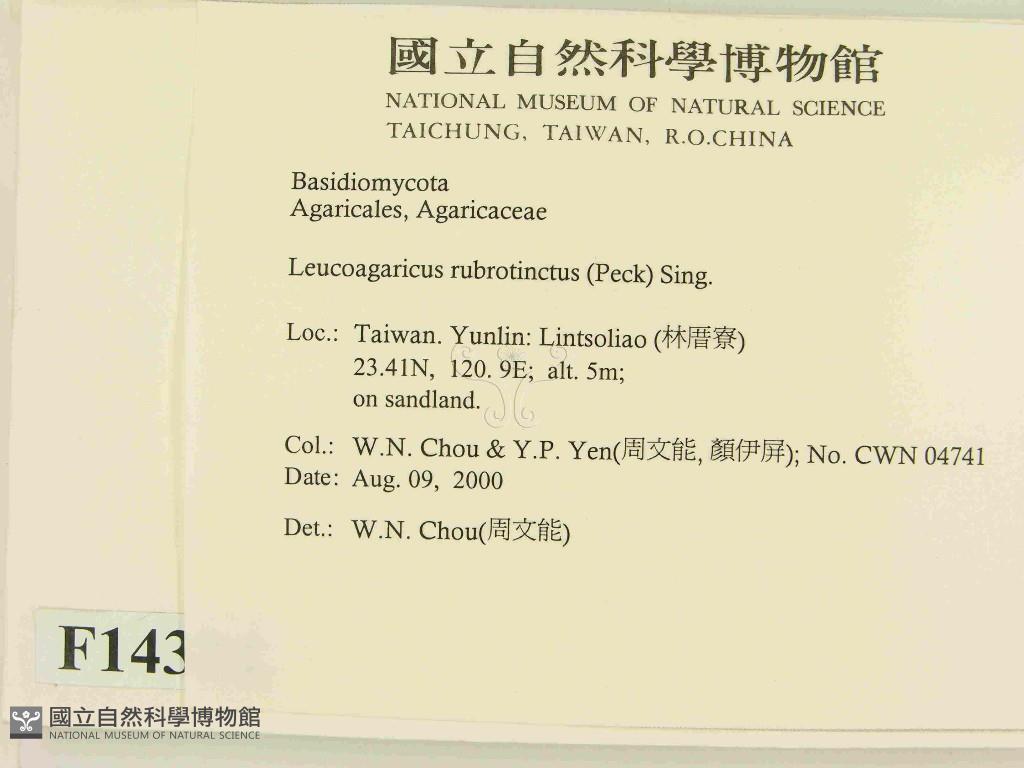 國立自然科學博物館
NATIONAL MUSEUM OF NATURAL SCIENCE
TAICHUNG, TAIWAN, R.O.CHINA
Basidiomycota
Agaricales, Agaricaceae
Leucoagaricus rubrotinctus (Peck) Sing.
Loc.: Taiwan. Yunlin: Lintsoliao (林厝寮)
23.41N, 120. 9E; alt. 5m;
on sandland.
Col.: W.N. Chou & Y.P. Yen(周文能, 顏伊屏); No. CWN 04741
Date: Aug. 09, 2000
Det.: W.N. Chou(周文能)
F143
國立自然科學博物館
NATIONAL MUSEUM OF NATURAL SCIENCE